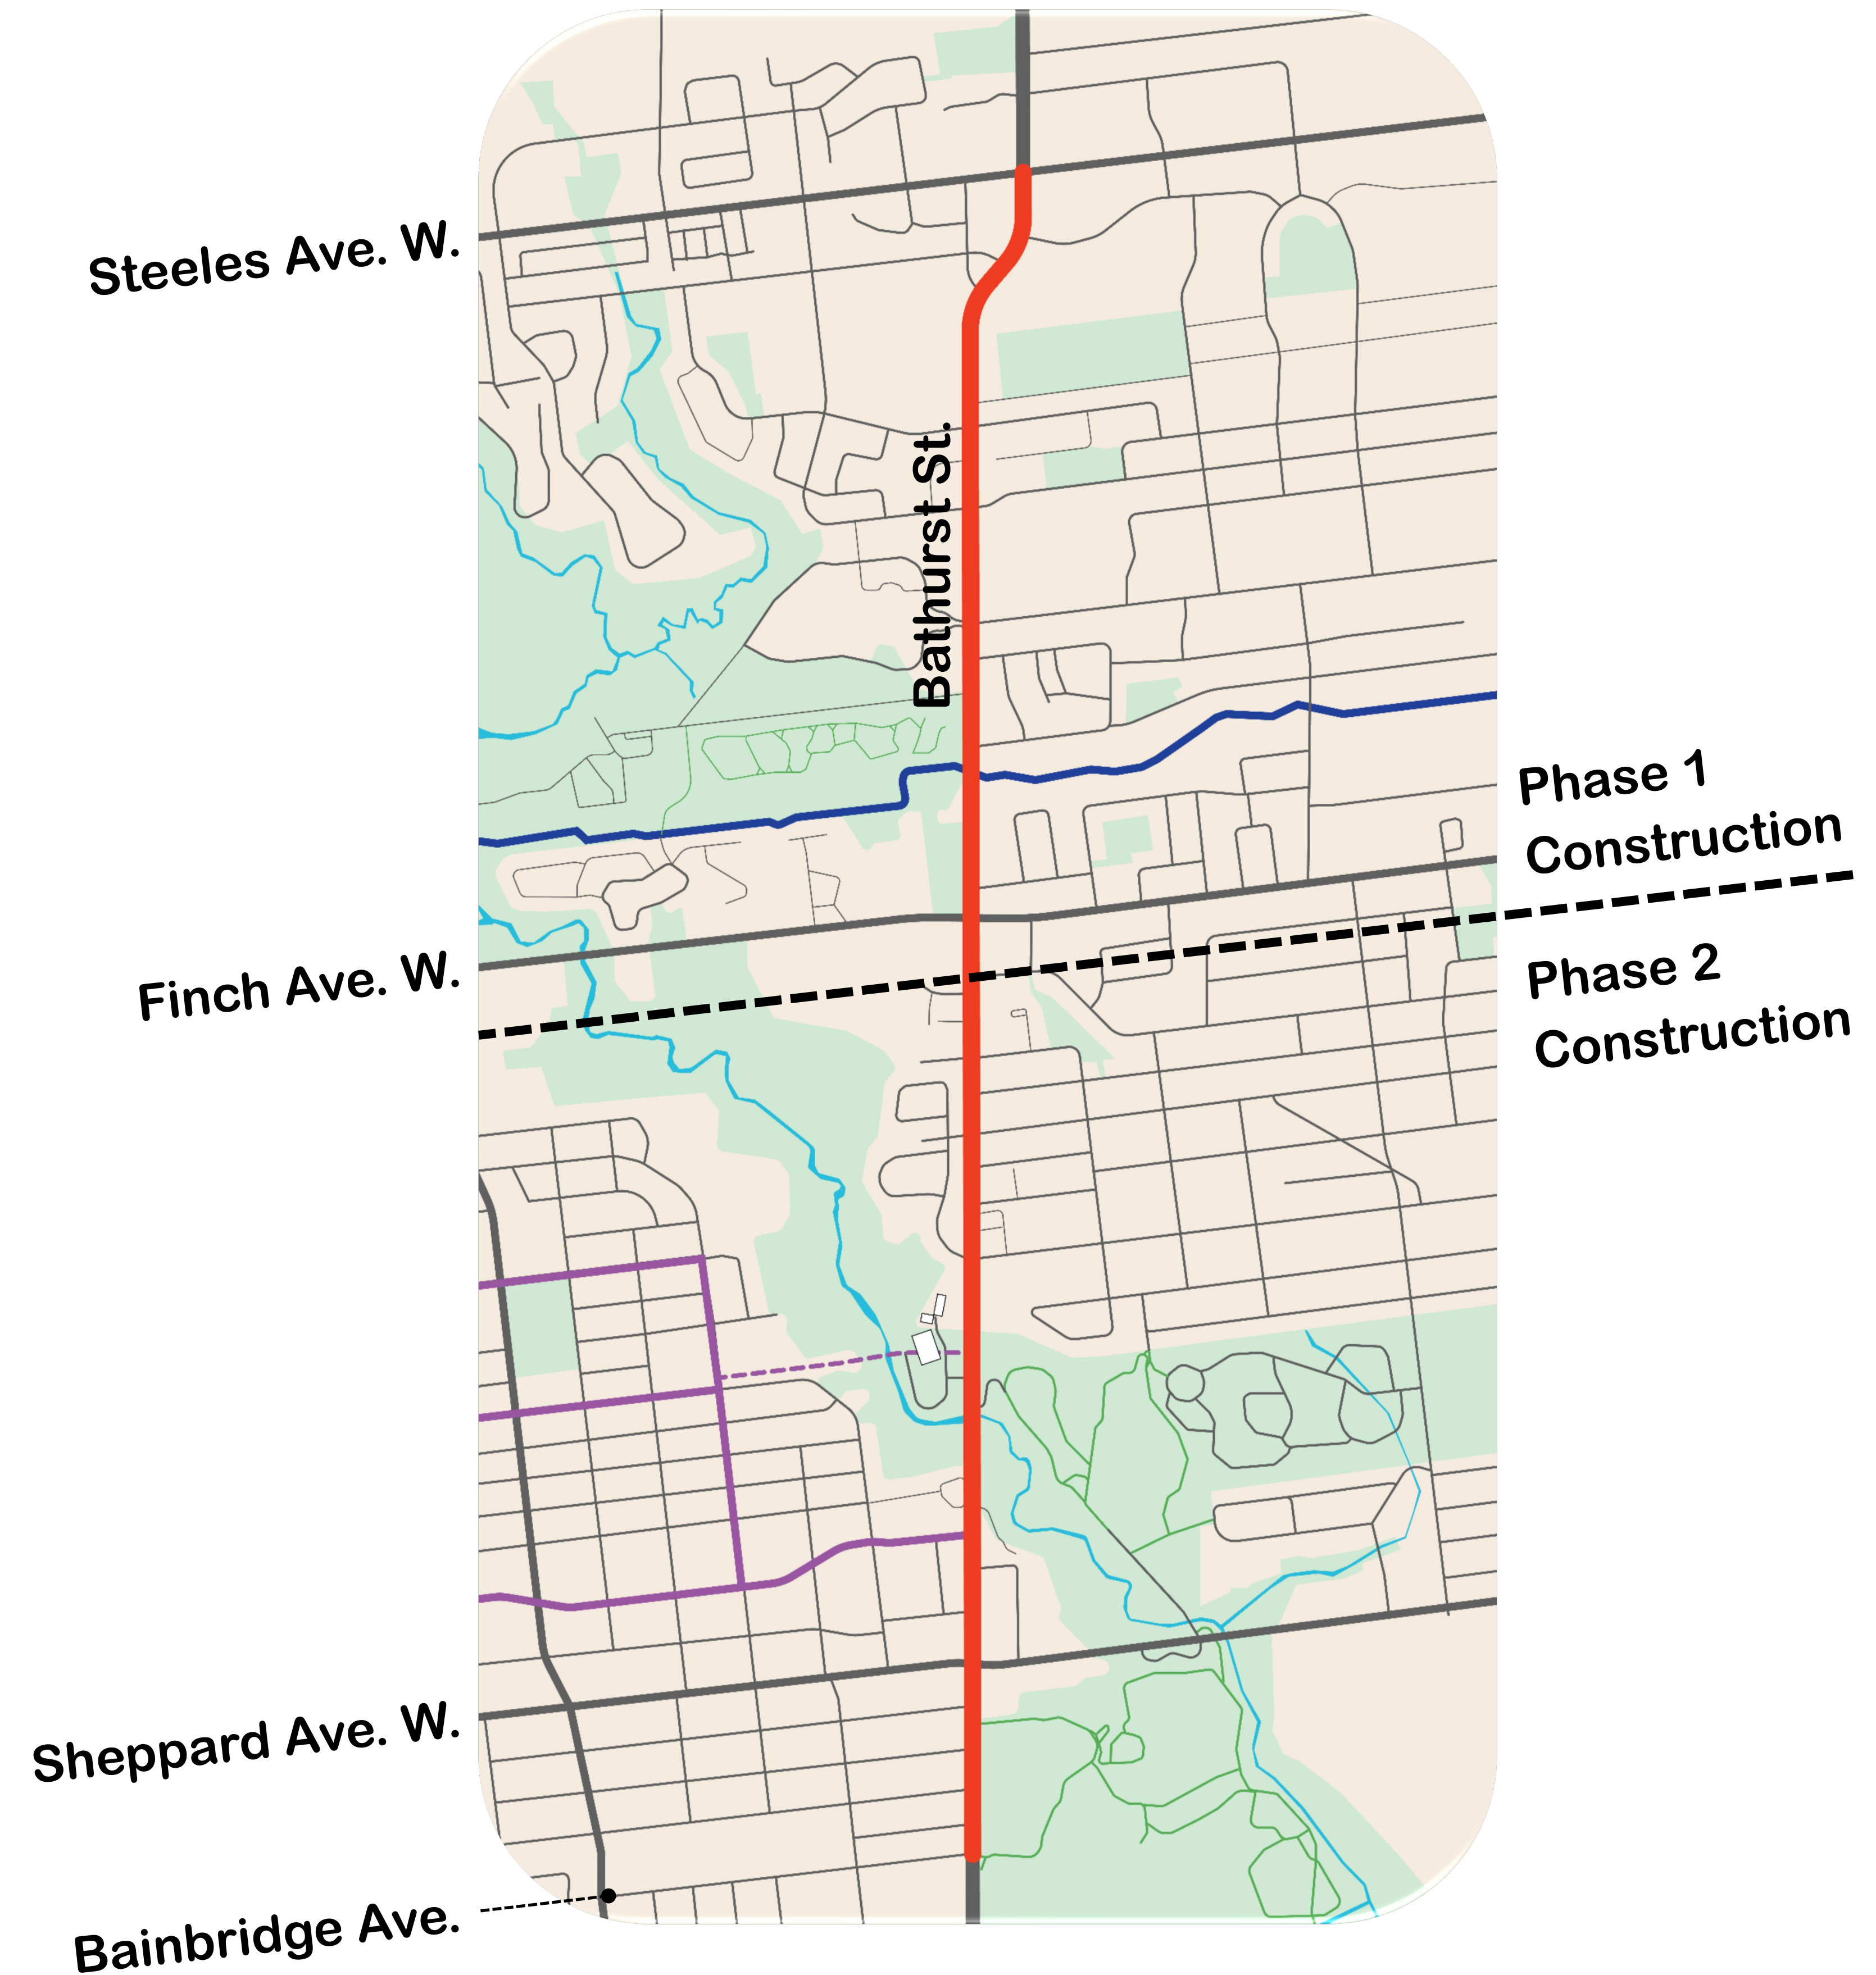 Steeles Ave. W.
Bathurst St.
Phase 1
Construction
Finch Ave. W.
Phase 2
Construction
Sheppard Ave. W.
Bainbridge Ave.